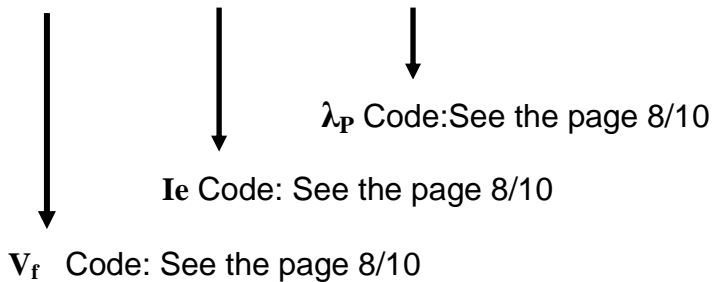 λP Code:See the page 8/10
Ie Code: See the page 8/10
Vf Code: See the page 8/10